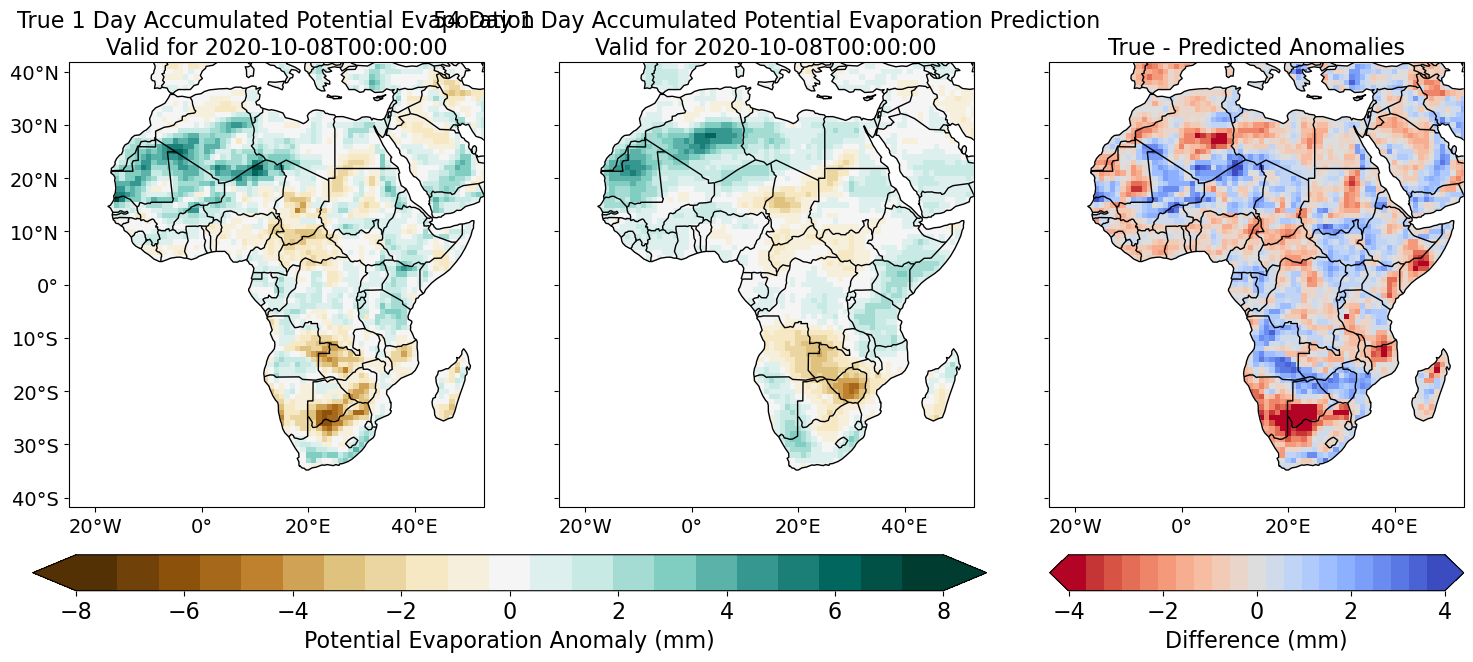 True 1 Day Accumulated Potential Evaporation
Valid for 2020-10-08T00:00:00
54 Day 1 Day Accumulated Potential Evaporation Prediction
Valid for 2020-10-08T00:00:00
True - Predicted Anomalies
40°N
30°N
20°N
10°N
0°
10°S
20°S
30°S
40°S
20°W 0° 20°E 40°E
20°W 0° 20°E 40°E
20°W 0° 20°E 40°E
−8 −6 −4 −2 0 2 4 6 8
Potential Evaporation Anomaly (mm)
−4 −2 0 2 4
Difference (mm)